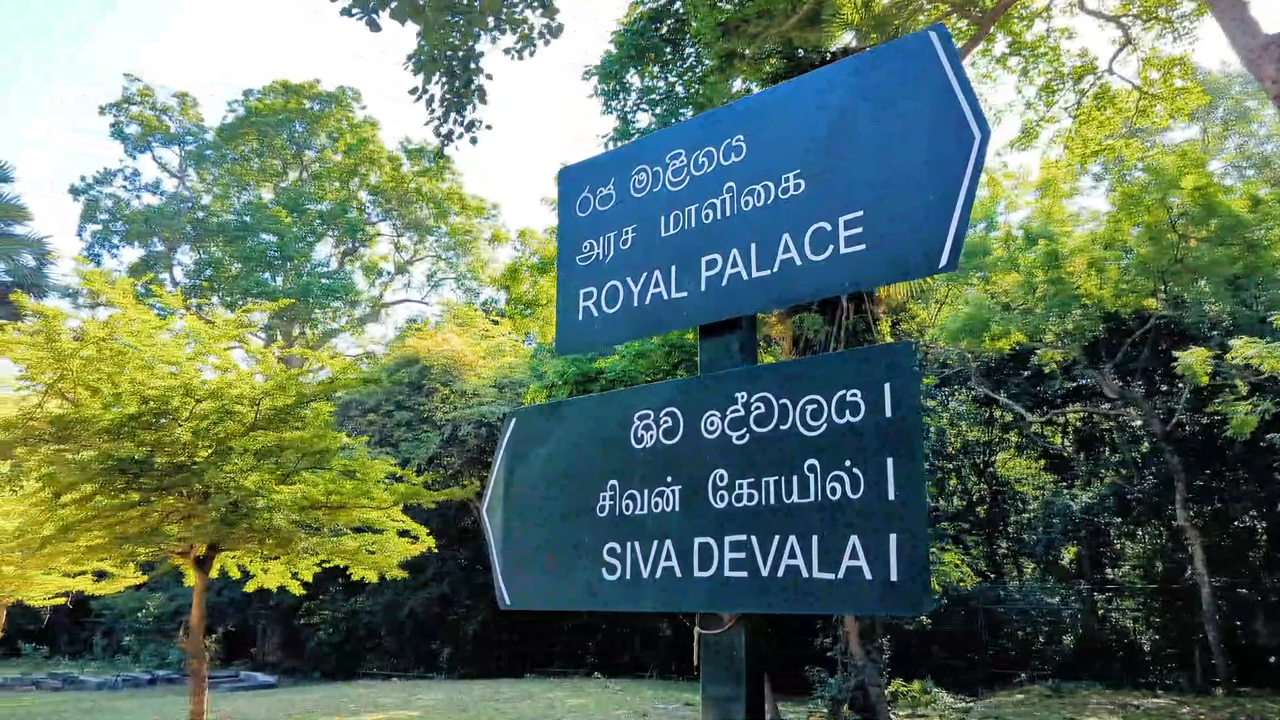 රජ මාළිගය
அரச மாளிகை
ROYAL PALACE
ශිව දේවාලය I
சிவன் கோயில் I
SIVA DEVALA I